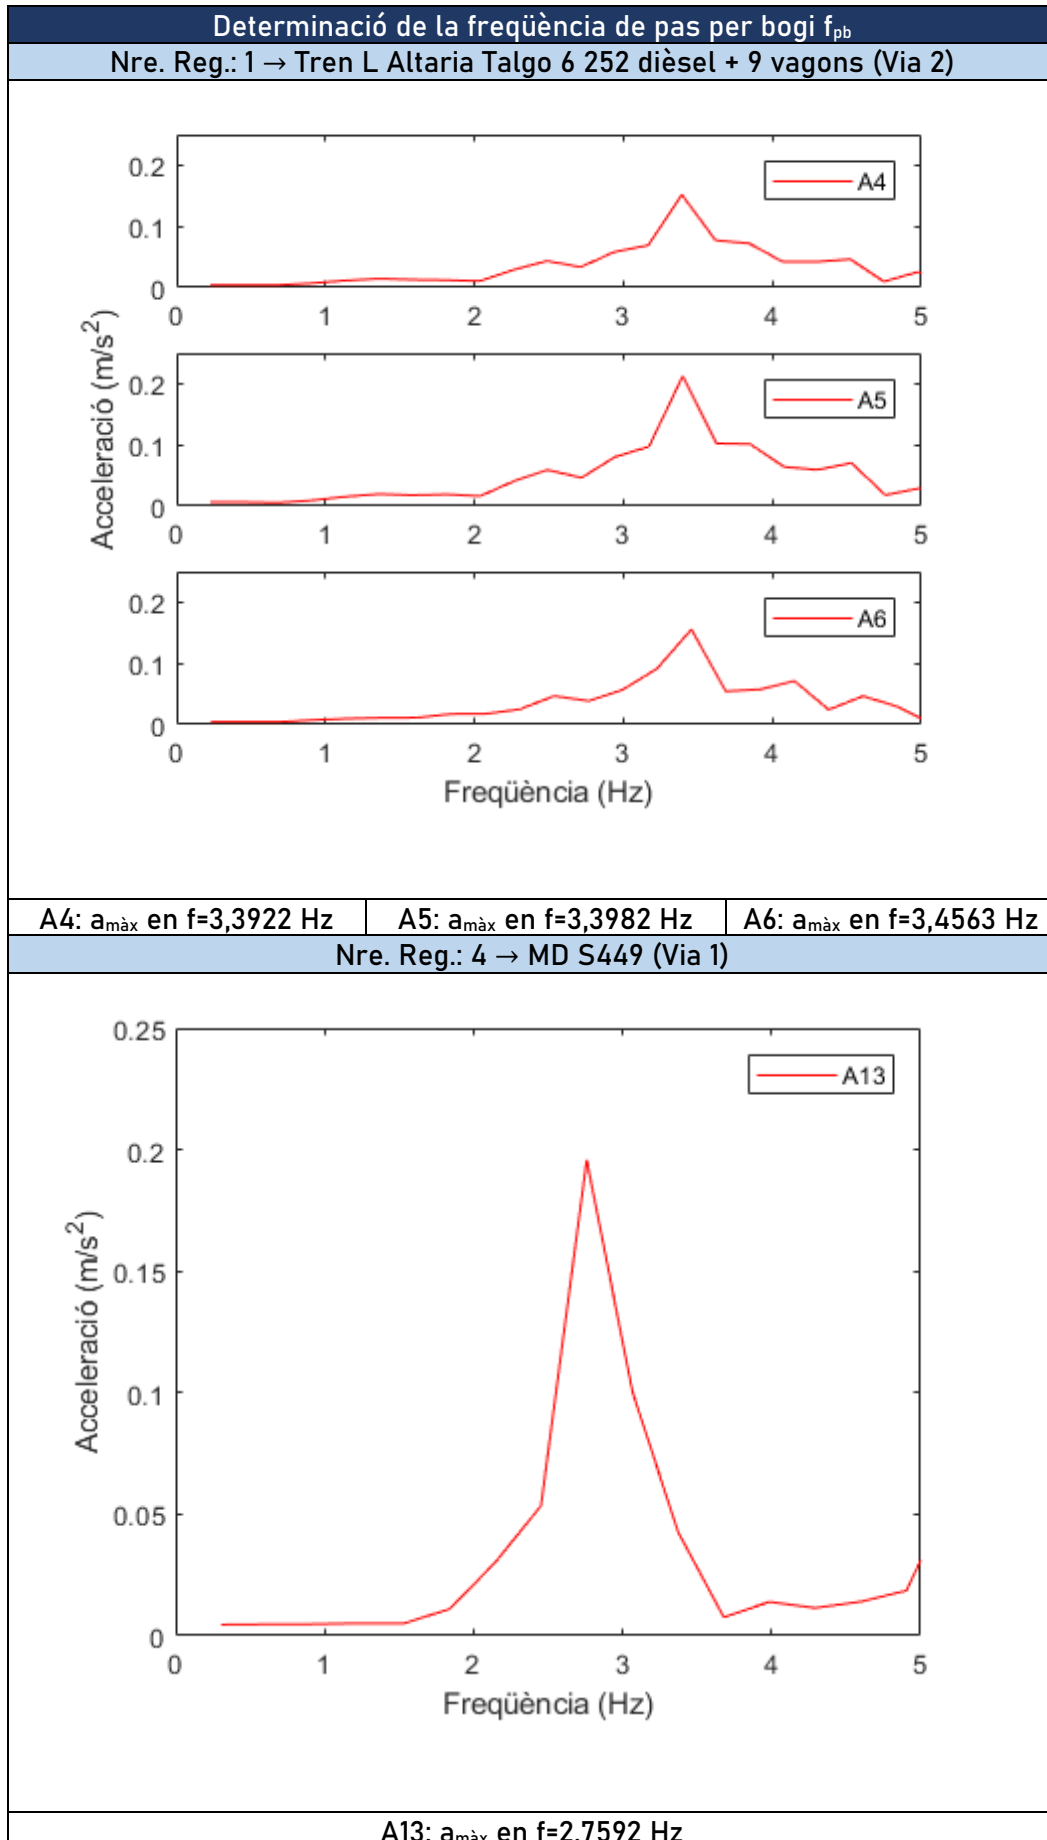 Determinació de la freqüència de pas per bogi fpb
Nre. Reg.: 1 → Tren L Altaria Talgo 6 252 dièsel + 9 vagons (Via 2)
0.2
0.1
0
A4
0 1 2 3 4 5
0.2
0.1
0
A5
0 1 2 3 4 5
Acceleració (m/s²)
0.2
0.1
0
A6
0 1 2 3 4 5
Freqüència (Hz)
A4: amàx en f=3,3922 Hz
A5: amàx en f=3,3982 Hz
A6: amàx en f=3,4563 Hz
Nre. Reg.: 4 → MD S449 (Via 1)
0.25
0.2
0.15
0.1
0.05
0
A13
Acceleració (m/s²)
0 1 2 3 4 5
Freqüència (Hz)
A13: amàx en f=2,7592 Hz